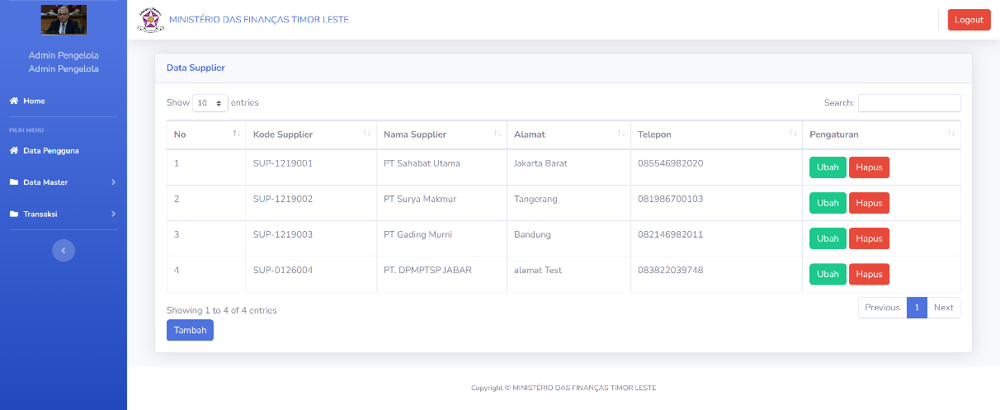 MINISTÉRIO DAS FINANÇAS TIMOR LESTE
Logout
Admin Pengelola
Admin Pengelola
Home
PILIH MENU
Data Pengguna
Data Master
Transaksi
Data Supplier
Show 10 entries
Search:
No Kode Supplier Nama Supplier Alamat Telepon Pengaturan
1 SUP-1219001 PT Sahabat Utama Jakarta Barat 085546982020 Ubah Hapus
2 SUP-1219002 PT Surya Makmur Tangerang 081986700103 Ubah Hapus
3 SUP-1219003 PT Gading Murni Bandung 082146982011 Ubah Hapus
4 SUP-0126004 PT. DPMPTSP JABAR alamat Test 083822039748 Ubah Hapus
Showing 1 to 4 of 4 entries
Previous 1 Next
Tambah
Copyright © MINISTÉRIO DAS FINANÇAS TIMOR LESTE